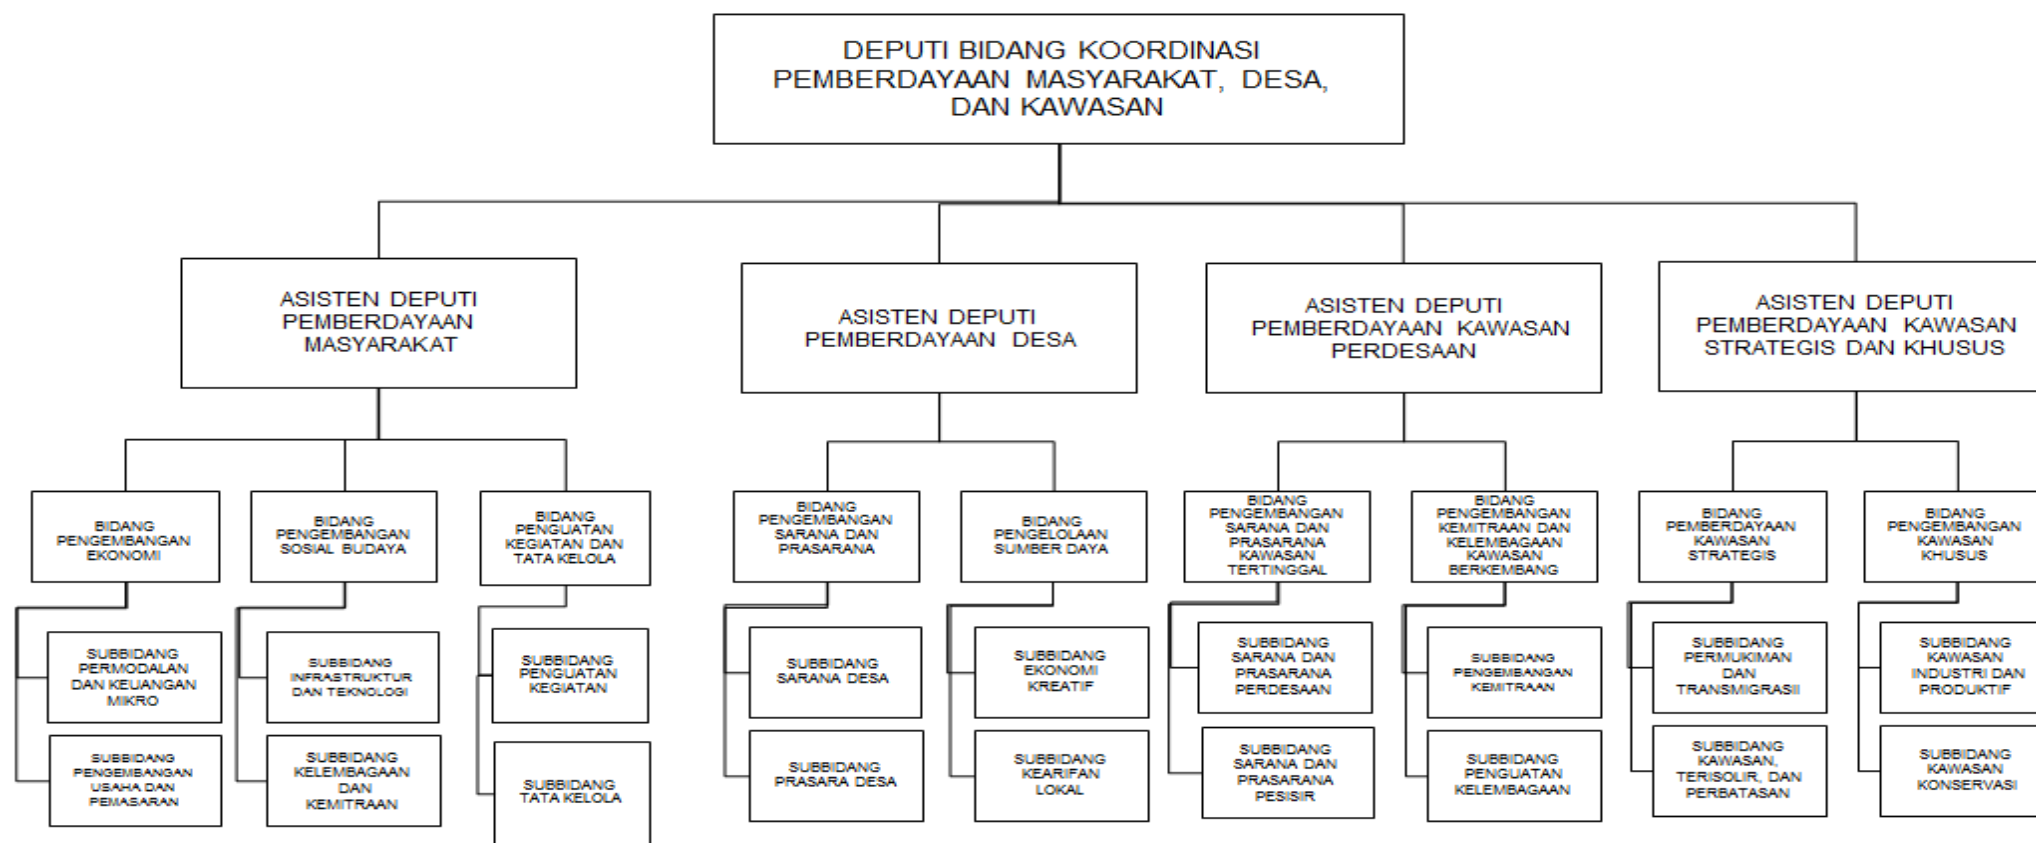 DEPUTI BIDANG KOORDINASI
PEMBERDAYAAN MASYARAKAT, DESA,
DAN KAWASAN
ASISTEN DEPUTI
PEMBERDAYAAN
MASYARAKAT
ASISTEN DEPUTI
PEMBERDAYAAN DESA
ASISTEN DEPUTI
PEMBERDAYAAN KAWASAN
PERDESAAN
ASISTEN DEPUTI
PEMBERDAYAAN KAWASAN
STRATEGIS DAN KHUSUS
BIDANG
PENGEMBANGAN
EKONOMI
BIDANG
PENGEMBANGAN
SOSIAL BUDAYA
BIDANG
PENGUATAN
KEGIATAN DAN
TATA KELOLA
BIDANG
PENGEMBANGAN
SARANA DAN
PRASARANA
BIDANG
PENGELOLAAN
SUMBER DAYA
BIDANG
PENGEMBANGAN
SARANA DAN
PRASARANA
KAWASAN
TERTINGGAL
BIDANG
PENGEMBANGAN
KEMITRAAN DAN
KELEMBAGAAN
KAWASAN
BERKEMBANG
BIDANG
PEMBERDAYAAN
KAWASAN
STRATEGIS
BIDANG
PENGEMBANGAN
KAWASAN
KHUSUS
SUBBIDANG
PERMODALAN
DAN KEUANGAN
MIKRO
SUBBIDANG
INFRASTRUKTUR
DAN TEKNOLOGI
SUBBIDANG
PENGUATAN
KEGIATAN
SUBBIDANG
SARANA DESA
SUBBIDANG
EKONOMI
KREATIF
SUBBIDANG
SARANA DAN
PRASARANA
PERDESAAN
SUBBIDANG
PENGEMBANGAN
KEMITRAAN
SUBBIDANG
PERMUKIMAN
DAN
TRANSMIGRASII
SUBBIDANG
KAWASAN
INDUSTRI DAN
PRODUKTIF
SUBBIDANG
PENGEMBANGAN
USAHA DAN
PEMASARAN
SUBBIDANG
KELEMBAGAAN
DAN
KEMITRAAN
SUBBIDANG
TATA KELOLA
SUBBIDANG
PRASARA DESA
SUBBIDANG
KEARIFAN
LOKAL
SUBBIDANG
SARANA DAN
PRASARANA
PESISIR
SUBBIDANG
PENGUATAN
KELEMBAGAAN
SUBBIDANG
KAWASAN,
TERISOLIR, DAN
PERBATASAN
SUBBIDANG
KAWASAN
KONSERVASI